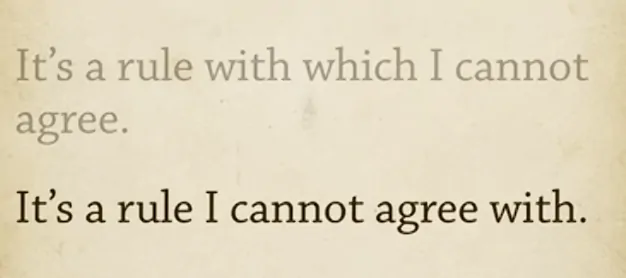 It’s a rule with which I cannot
agree.
It’s a rule I cannot agree with.